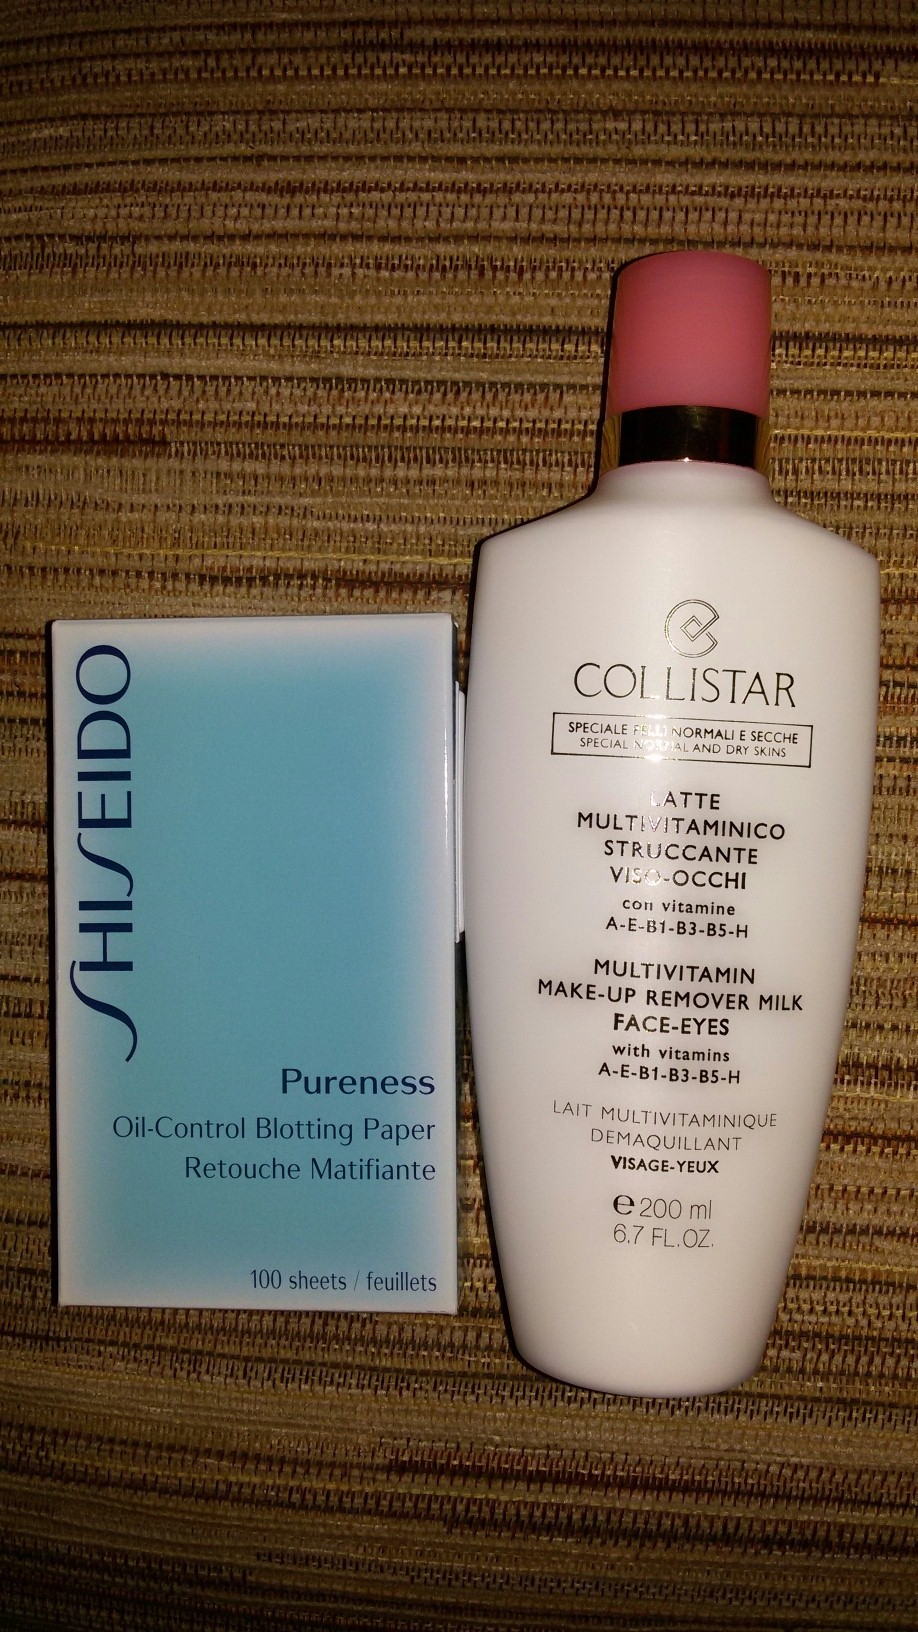 SHISEIDO
Pureness
Oil-Control Blotting Paper
Retouche Matifiante
100 sheets / feuillets
COLLISTAR
SPECIALE PELLI NORMALI E SECCHE
SPECIAL NORMAL AND DRY SKINS
LATTE
MULTIVITAMINICO
STRUCCANTE
VISO-OCCHI
con vitamine
A-E-B1-B3-B5-H
MULTIVITAMIN
MAKE-UP REMOVER MILK
FACE-EYES
with vitamins
A-E-B1-B3-B5-H
LAIT MULTIVITAMINIQUE
DEMAQUILLANT
VISAGE-YEUX
e 200 ml
6.7 FL.OZ.